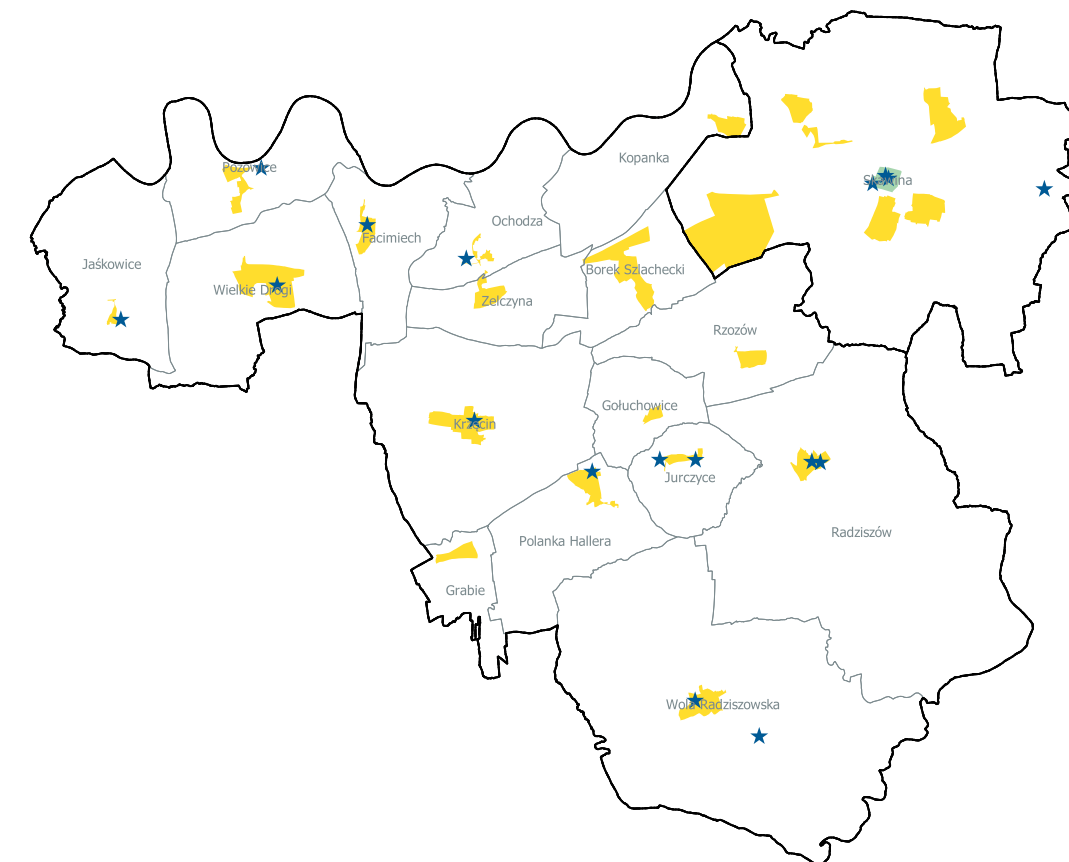 Kopanka
Pozowice
Skawina
Ochodza
Facimiech
Jaśkowice
Borek Szlachecki
Wielkie Drogi
Zelczyna
Rzozów
Gołuchowice
Krzęcin
Jurczyce
Radziszów
Polanka Hallera
Grabie
Wola Radziszowska